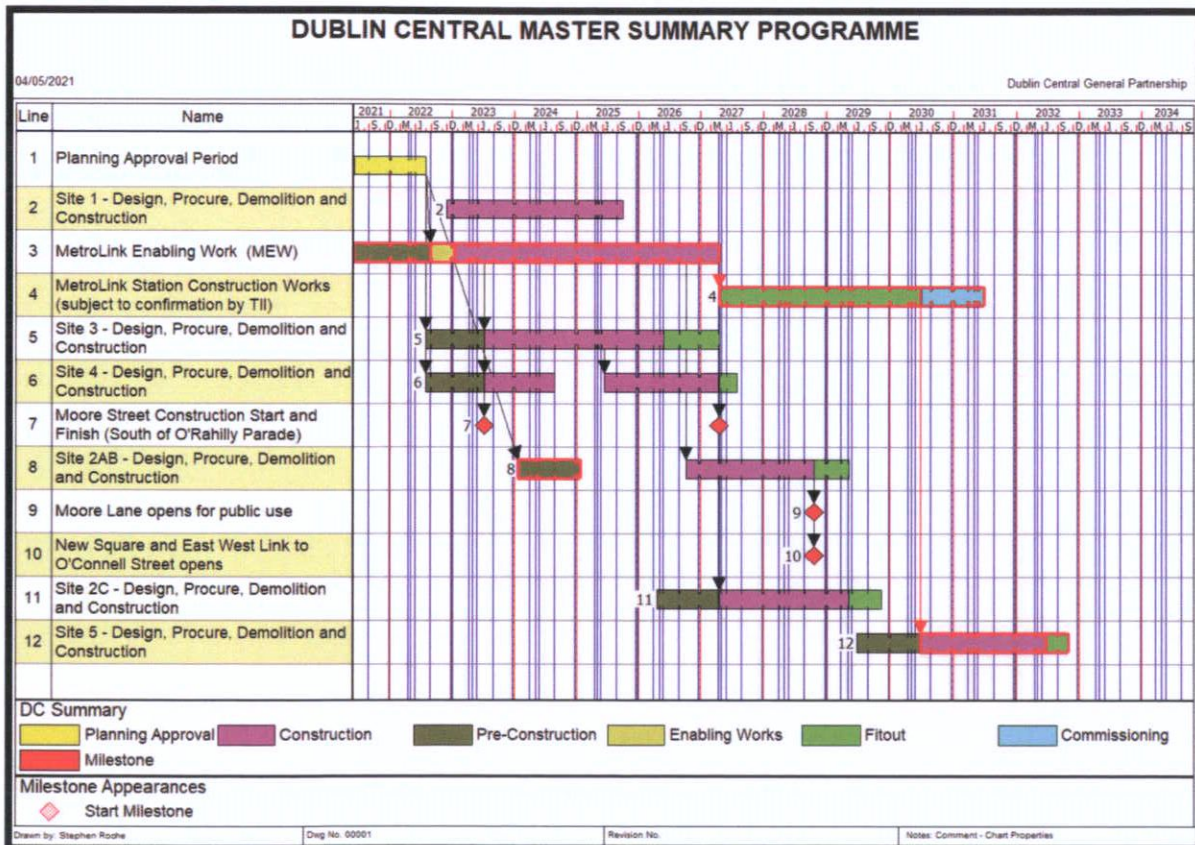 DUBLIN CENTRAL MASTER SUMMARY PROGRAMME
04/05/2021
Dublin Central General Partnership
Line Name
2021 2022 2023 2024 2025 2026 2027 2028 2029 2030 2031 2032 2033 2034
1 Planning Approval Period
2 Site 1 - Design, Procure, Demolition and
Construction
2
3 MetroLink Enabling Work (MEW)
4 MetroLink Station Construction Works
(subject to confirmation by TII)
4
5 Site 3 - Design, Procure, Demolition and
Construction
5
6 Site 4 - Design, Procure, Demolition and
Construction
6
7 Moore Street Construction Start and
Finish (South of O'Rahilly Parade)
7
8 Site 2AB - Design, Procure, Demolition
and Construction
8
9 Moore Lane opens for public use
9
10 New Square and East West Link to
O'Connell Street opens
10
11 Site 2C - Design, Procure, Demolition
and Construction
11
12 Site 5 - Design, Procure, Demolition and
Construction
12
DC Summary
Planning Approval Construction Pre-Construction Enabling Works Fitout Commissioning
Milestone
Milestone Appearances
Start Milestone
Drawn by: Stephen Roche Dwg No. 00001 Revision No. Notes: Comment - Chart Properties